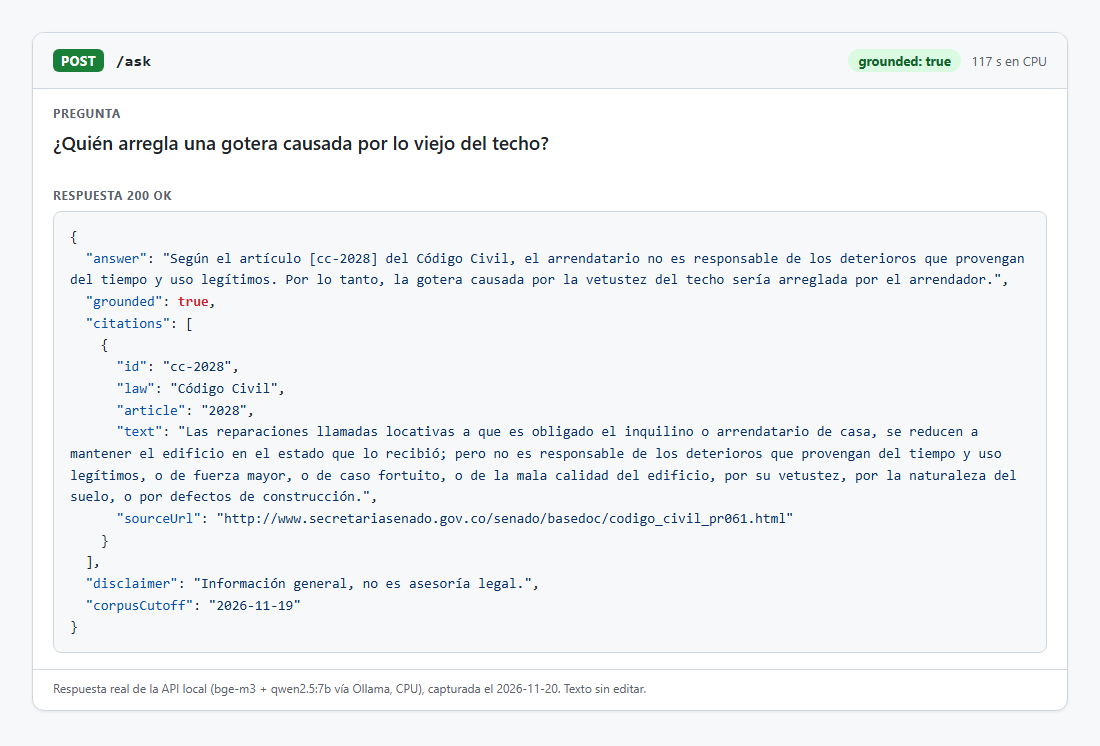 POST /ask grounded: true 117 s en CPU
PREGUNTA
¿Quién arregla una gotera causada por lo viejo del techo?
RESPUESTA 200 OK
{
"answer": "Según el artículo [cc-2028] del Código Civil, el arrendatario no es responsable de los deterioros que provengan
del tiempo y uso legítimos. Por lo tanto, la gotera causada por la vetustez del techo sería arreglada por el arrendador.",
"grounded": true,
"citations": [
{
"id": "cc-2028",
"law": "Código Civil",
"article": "2028",
"text": "Las reparaciones llamadas locativas a que es obligado el inquilino o arrendatario de casa, se reducen a
mantener el edificio en el estado que lo recibió; pero no es responsable de los deterioros que provengan del tiempo y uso
legítimos, o de fuerza mayor, o de caso fortuito, o de la mala calidad del edificio, por su vetustez, por la naturaleza del
suelo, o por defectos de construcción.",
"sourceUrl": "http://www.secretariasenado.gov.co/senado/basedoc/codigo_civil_pr061.html"
}
],
"disclaimer": "Información general, no es asesoría legal.",
"corpusCutoff": "2026-11-19"
}
Respuesta real de la API local (bge-m3 + qwen2.5:7b vía Ollama, CPU), capturada el 2026-11-20. Texto sin editar.